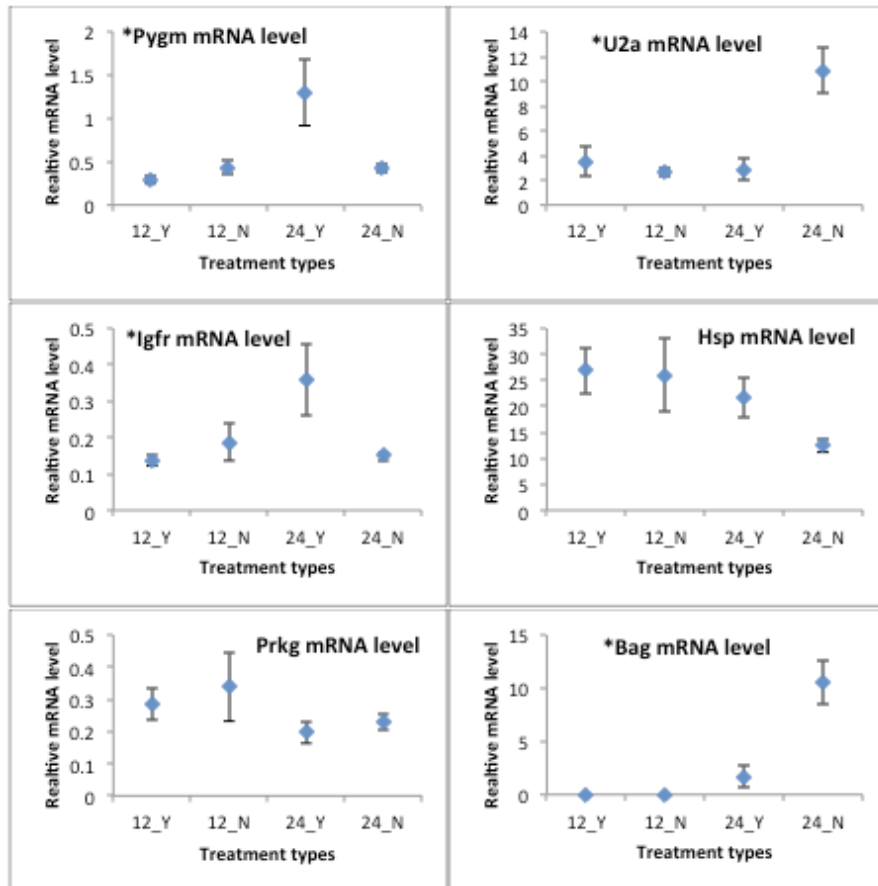 *Pygm mRNA level
Realtive mRNA level
2
1.5
1
0.5
0
12_Y 12_N 24_Y 24_N
Treatment types
*U2a mRNA level
Realtive mRNA level
14
12
10
8
6
4
2
0
12_Y 12_N 24_Y 24_N
Treatment types
*Igfr mRNA level
Realtive mRNA level
0.5
0.4
0.3
0.2
0.1
0
12_Y 12_N 24_Y 24_N
Treatment types
Hsp mRNA level
Realtive mRNA level
35
30
25
20
15
10
5
0
12_Y 12_N 24_Y 24_N
Treatment types
Prkg mRNA level
Realtive mRNA level
0.5
0.4
0.3
0.2
0.1
0
12_Y 12_N 24_Y 24_N
Treatment types
*Bag mRNA level
Realtive mRNA level
15
10
5
0
12_Y 12_N 24_Y 24_N
Treatment types